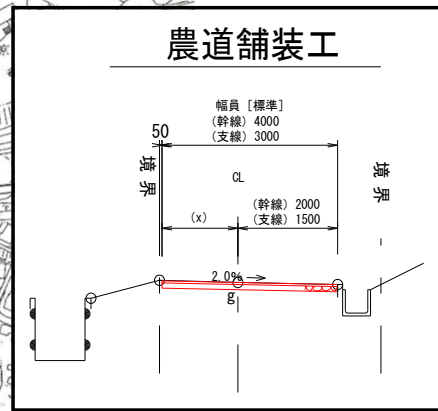 農道舗装工
幅員［標準］
(幹線) 4000
(支線) 3000
50
境界
境界
CL
(幹線) 2000
(支線) 1500
(x)
2.0%
g